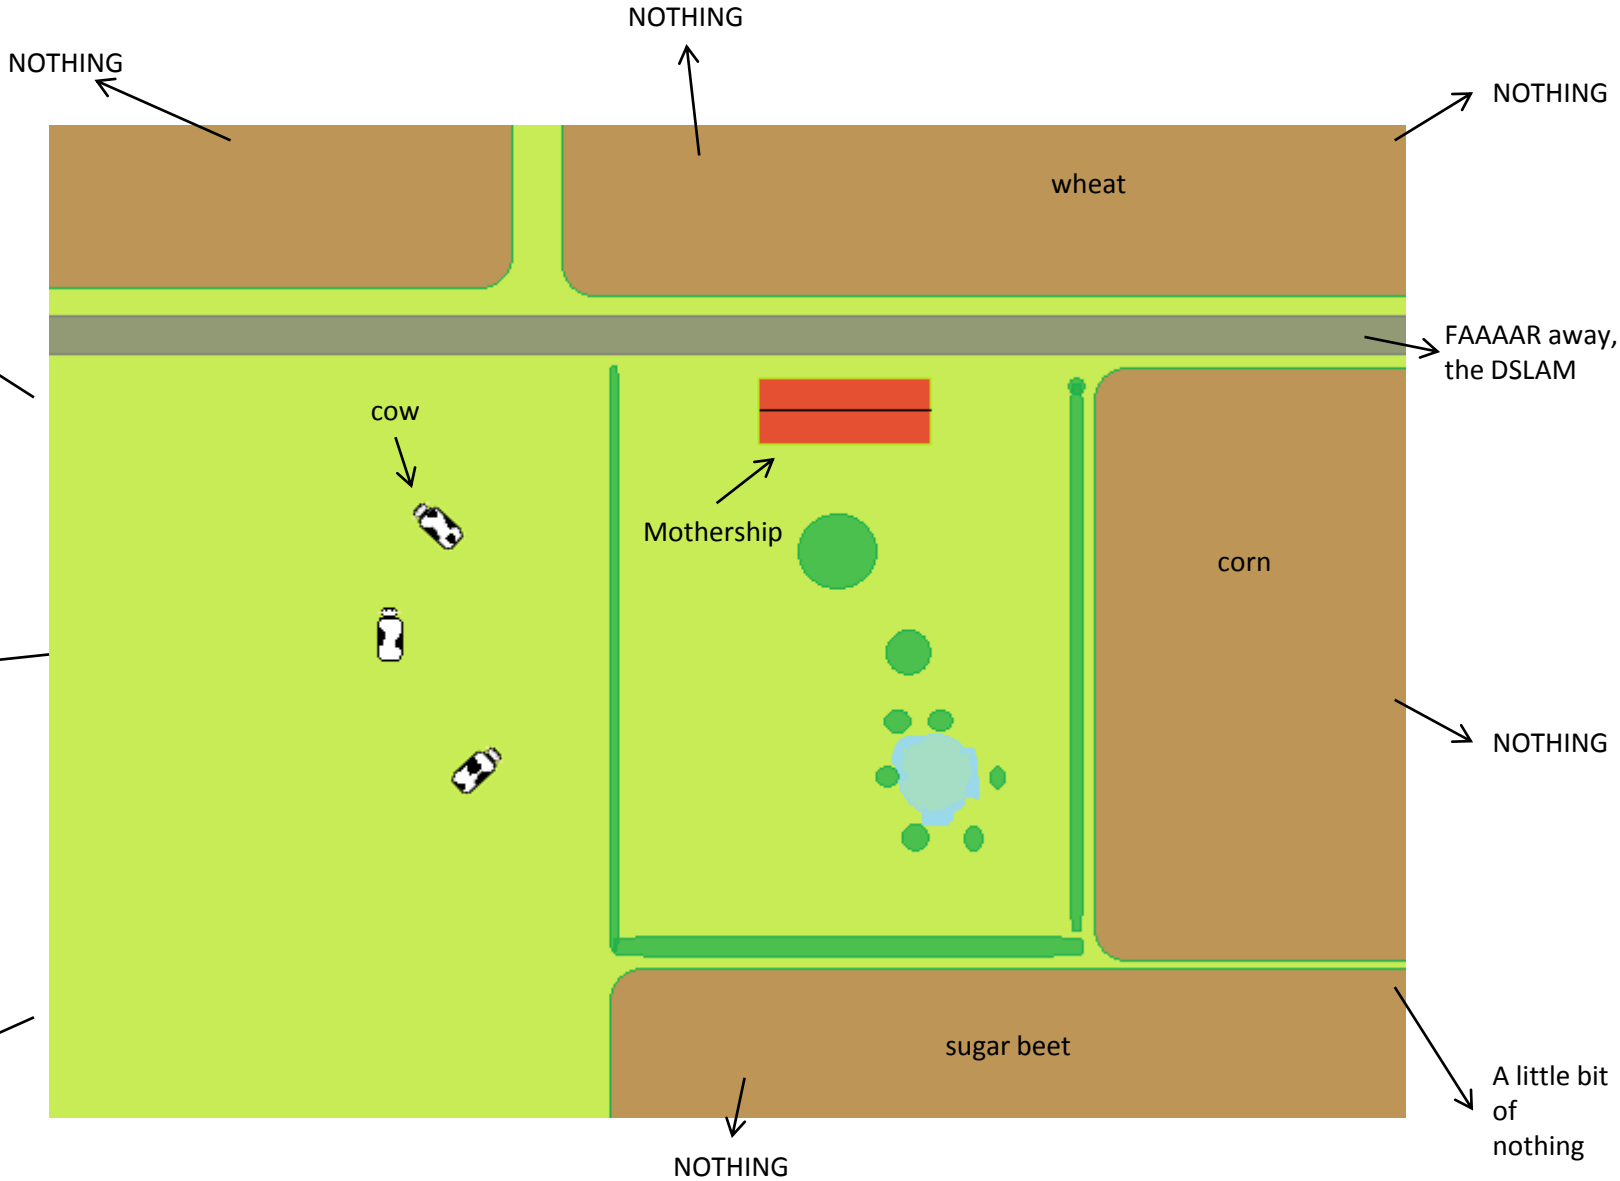 NOTHING
NOTHING
NOTHING
wheat
FAAAAR away,
the DSLAM
cow
Mothership
corn
NOTHING
sugar beet
A little bit
of
nothing
NOTHING